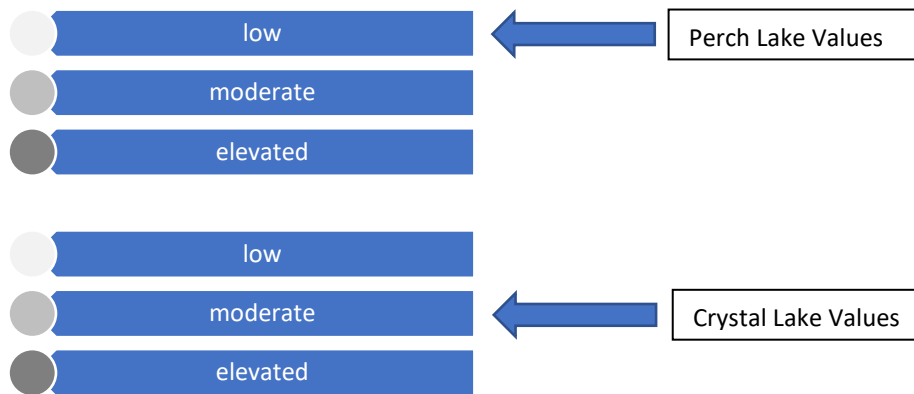 low
Perch Lake Values
moderate
elevated
low
moderate
Crystal Lake Values
elevated